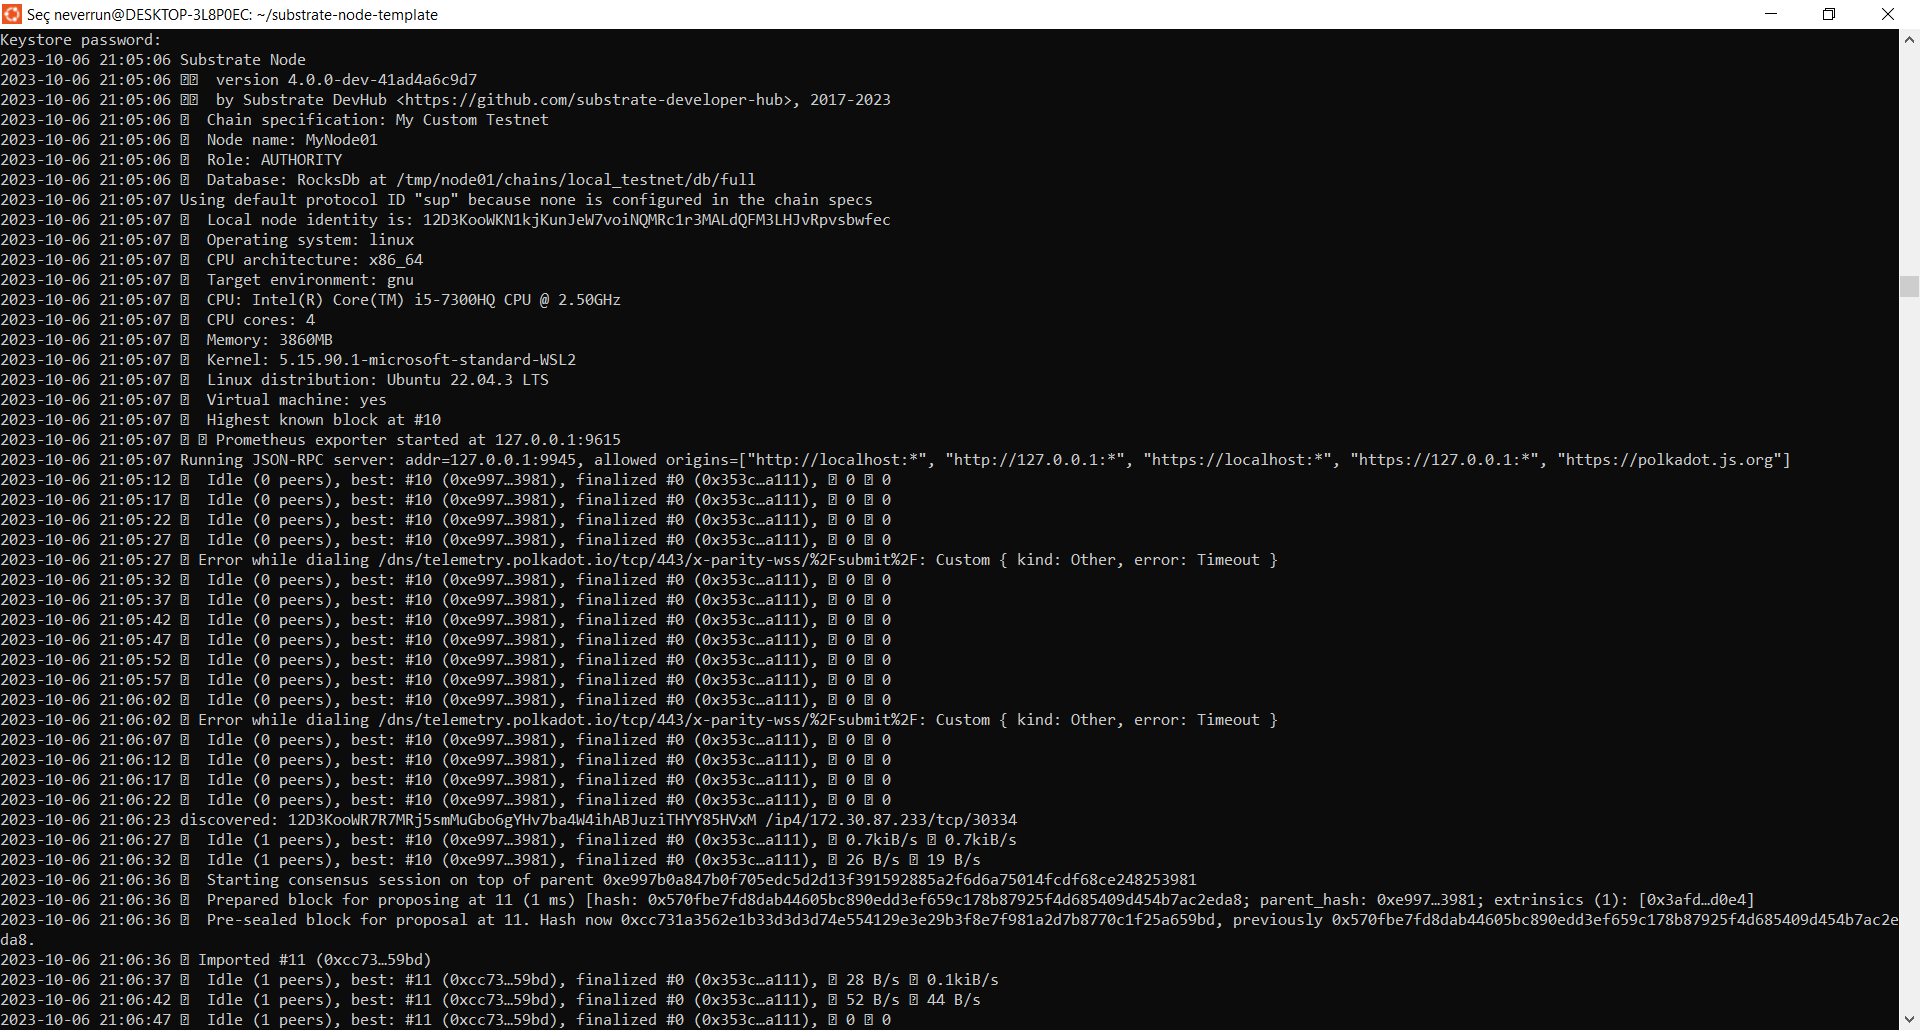 Seç neverrun@DESKTOP-3L8P0EC: ~/substrate-node-template
Keystore password:
2023-10-06 21:05:06 Substrate Node
2023-10-06 21:05:06 version 4.0.0-dev-41ad4a6c9d7
2023-10-06 21:05:06 by Substrate DevHub <https://github.com/substrate-developer-hub>, 2017-2023
2023-10-06 21:05:06 Chain specification: My Custom Testnet
2023-10-06 21:05:06 Node name: MyNode01
2023-10-06 21:05:06 Role: AUTHORITY
2023-10-06 21:05:06 Database: RocksDb at /tmp/node01/chains/local_testnet/db/full
2023-10-06 21:05:07 Using default protocol ID "sup" because none is configured in the chain specs
2023-10-06 21:05:07 Local node identity is: 12D3KooWKN1kjKunJeW7voiNQMRc1r3MALdQFM3LHJvRpvsbwfec
2023-10-06 21:05:07 Operating system: linux
2023-10-06 21:05:07 CPU architecture: x86_64
2023-10-06 21:05:07 Target environment: gnu
2023-10-06 21:05:07 CPU: Intel(R) Core(TM) i5-7300HQ CPU @ 2.50GHz
2023-10-06 21:05:07 CPU cores: 4
2023-10-06 21:05:07 Memory: 3860MB
2023-10-06 21:05:07 Kernel: 5.15.90.1-microsoft-standard-WSL2
2023-10-06 21:05:07 Linux distribution: Ubuntu 22.04.3 LTS
2023-10-06 21:05:07 Virtual machine: yes
2023-10-06 21:05:07 Highest known block at #10
2023-10-06 21:05:07 Prometheus exporter started at 127.0.0.1:9615
2023-10-06 21:05:07 Running JSON-RPC server: addr=127.0.0.1:9945, allowed origins=["http://localhost:*", "http://127.0.0.1:*", "https://localhost:*", "https://127.0.0.1:*", "https://polkadot.js.org"]
2023-10-06 21:05:12 Idle (0 peers), best: #10 (0xe997…3981), finalized #0 (0x353c…a111), 0 0
2023-10-06 21:05:17 Idle (0 peers), best: #10 (0xe997…3981), finalized #0 (0x353c…a111), 0 0
2023-10-06 21:05:22 Idle (0 peers), best: #10 (0xe997…3981), finalized #0 (0x353c…a111), 0 0
2023-10-06 21:05:27 Idle (0 peers), best: #10 (0xe997…3981), finalized #0 (0x353c…a111), 0 0
2023-10-06 21:05:27 Error while dialing /dns/telemetry.polkadot.io/tcp/443/x-parity-wss/%2Fsubmit%2F: Custom { kind: Other, error: Timeout }
2023-10-06 21:05:32 Idle (0 peers), best: #10 (0xe997…3981), finalized #0 (0x353c…a111), 0 0
2023-10-06 21:05:37 Idle (0 peers), best: #10 (0xe997…3981), finalized #0 (0x353c…a111), 0 0
2023-10-06 21:05:42 Idle (0 peers), best: #10 (0xe997…3981), finalized #0 (0x353c…a111), 0 0
2023-10-06 21:05:47 Idle (0 peers), best: #10 (0xe997…3981), finalized #0 (0x353c…a111), 0 0
2023-10-06 21:05:52 Idle (0 peers), best: #10 (0xe997…3981), finalized #0 (0x353c…a111), 0 0
2023-10-06 21:05:57 Idle (0 peers), best: #10 (0xe997…3981), finalized #0 (0x353c…a111), 0 0
2023-10-06 21:06:02 Idle (0 peers), best: #10 (0xe997…3981), finalized #0 (0x353c…a111), 0 0
2023-10-06 21:06:02 Error while dialing /dns/telemetry.polkadot.io/tcp/443/x-parity-wss/%2Fsubmit%2F: Custom { kind: Other, error: Timeout }
2023-10-06 21:06:07 Idle (0 peers), best: #10 (0xe997…3981), finalized #0 (0x353c…a111), 0 0
2023-10-06 21:06:12 Idle (0 peers), best: #10 (0xe997…3981), finalized #0 (0x353c…a111), 0 0
2023-10-06 21:06:17 Idle (0 peers), best: #10 (0xe997…3981), finalized #0 (0x353c…a111), 0 0
2023-10-06 21:06:22 Idle (0 peers), best: #10 (0xe997…3981), finalized #0 (0x353c…a111), 0 0
2023-10-06 21:06:23 discovered: 12D3KooWR7R7MRj5smMuGbo6gYHv7ba4W4ihABJuziTHYY85HVxM /ip4/172.30.87.233/tcp/30334
2023-10-06 21:06:27 Idle (1 peers), best: #10 (0xe997…3981), finalized #0 (0x353c…a111), 0.7kiB/s 0.7kiB/s
2023-10-06 21:06:32 Idle (1 peers), best: #10 (0xe997…3981), finalized #0 (0x353c…a111), 26 B/s 19 B/s
2023-10-06 21:06:36 Starting consensus session on top of parent 0xe997b0a847b0f705edc5d2d13f391592885a2f6d6a75014fcdf68ce248253981
2023-10-06 21:06:36 Prepared block for proposing at 11 (1 ms) [hash: 0x570fbe7fd8dab44605bc890edd3ef659c178b87925f4d685409d454b7ac2eda8; parent_hash: 0xe997…3981; extrinsics (1): [0x3afd…d0e4]
2023-10-06 21:06:36 Pre-sealed block for proposal at 11. Hash now 0xcc731a3562e1b33d3d3d74e554129e3e29b3f8e7f981a2d7b8770c1f25a659bd, previously 0x570fbe7fd8dab44605bc890edd3ef659c178b87925f4d685409d454b7ac2e
da8.
2023-10-06 21:06:36 Imported #11 (0xcc73…59bd)
2023-10-06 21:06:37 Idle (1 peers), best: #11 (0xcc73…59bd), finalized #0 (0x353c…a111), 28 B/s 0.1kiB/s
2023-10-06 21:06:42 Idle (1 peers), best: #11 (0xcc73…59bd), finalized #0 (0x353c…a111), 52 B/s 44 B/s
2023-10-06 21:06:47 Idle (1 peers), best: #11 (0xcc73…59bd), finalized #0 (0x353c…a111), 0 0